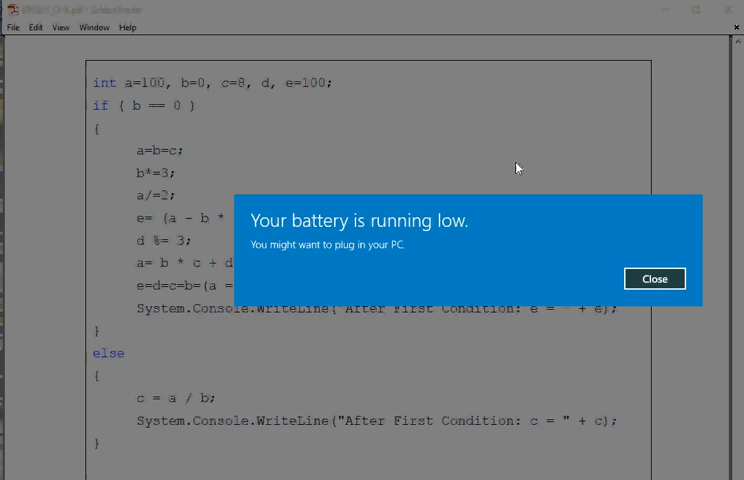 File Edit View Window Help
int a=100, b=0, c=8, d, e=100;
if ( b == 0 )
{
a=b=c;
b*=3;
a/=2;
e= (a - b *
d %= 3;
a= b * c + d
e=d=c=b=(a =
System.Console.WriteLine("After First Condition: e = " + e);
}
else
{
c = a / b;
System.Console.WriteLine("After First Condition: c = " + c);
}
Your battery is running low.
You might want to plug in your PC.
Close